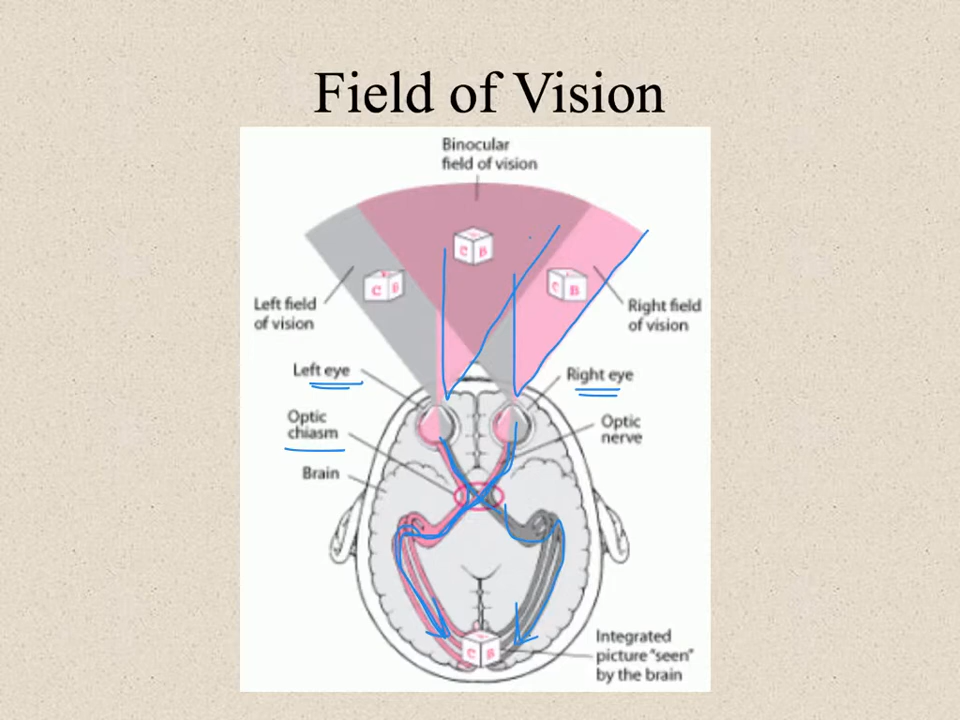 Field of Vision
Binocular
field of vision
C B
C B
C B
Left field
of vision
Right field
of vision
Left eye
Right eye
Optic
chiasm
Optic
nerve
Brain
Integrated
picture "seen"
by the brain
C B